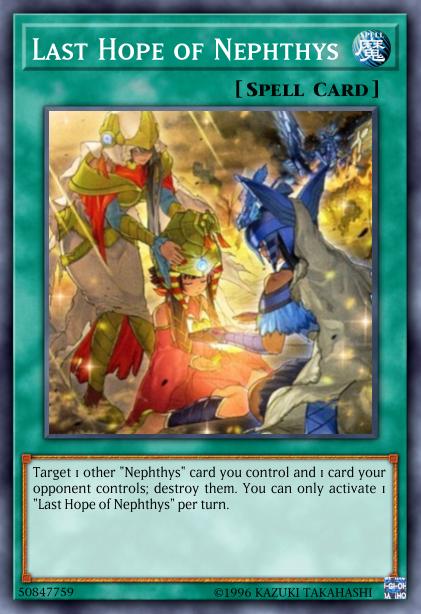 LAST HOPE OF NEPHTHYS
SPELL
魔
[ SPELL CARD ]
Target 1 other "Nephthys" card you control and 1 card your
opponent controls; destroy them. You can only activate 1
"Last Hope of Nephthys" per turn.
50847759
©1996 KAZUKI TAKAHASHI